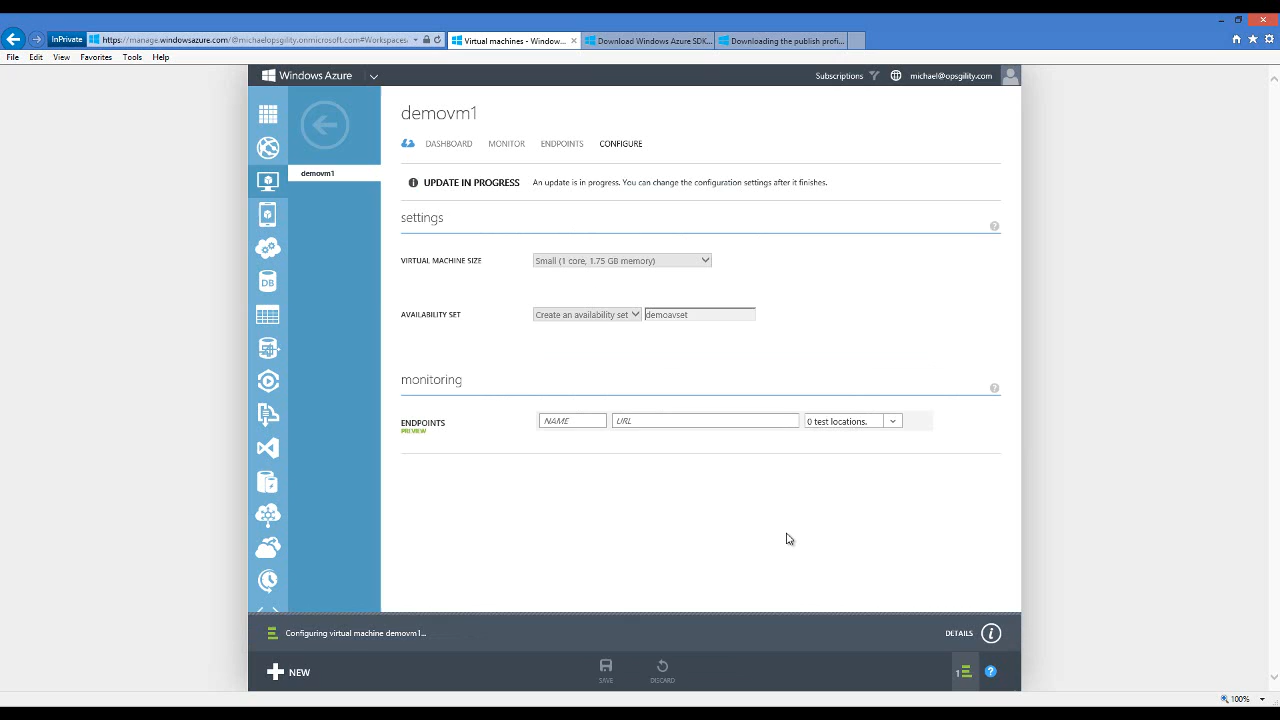 InPrivate
https://manage.windowsazure.com/@michaelopsgility.onmicrosoft.com#Workspaces
Virtual machines - Window...
Download Windows Azure SDK...
Downloading the publish profi...
File Edit View Favorites Tools Help
Windows Azure
Subscriptions
michael@opsgility.com
demovm1
DASHBOARD MONITOR ENDPOINTS CONFIGURE
demovm1
UPDATE IN PROGRESS An update is in progress. You can change the configuration settings after it finishes.
settings
?
VIRTUAL MACHINE SIZE Small (1 core, 1.75 GB memory)
DB
AVAILABILITY SET Create an availability set demoavset
monitoring
?
ENDPOINTS NAME URL 0 test locations.
PREVIEW
Configuring virtual machine demovm1...
DETAILS
NEW
SAVE
DISCARD
1
?
100%